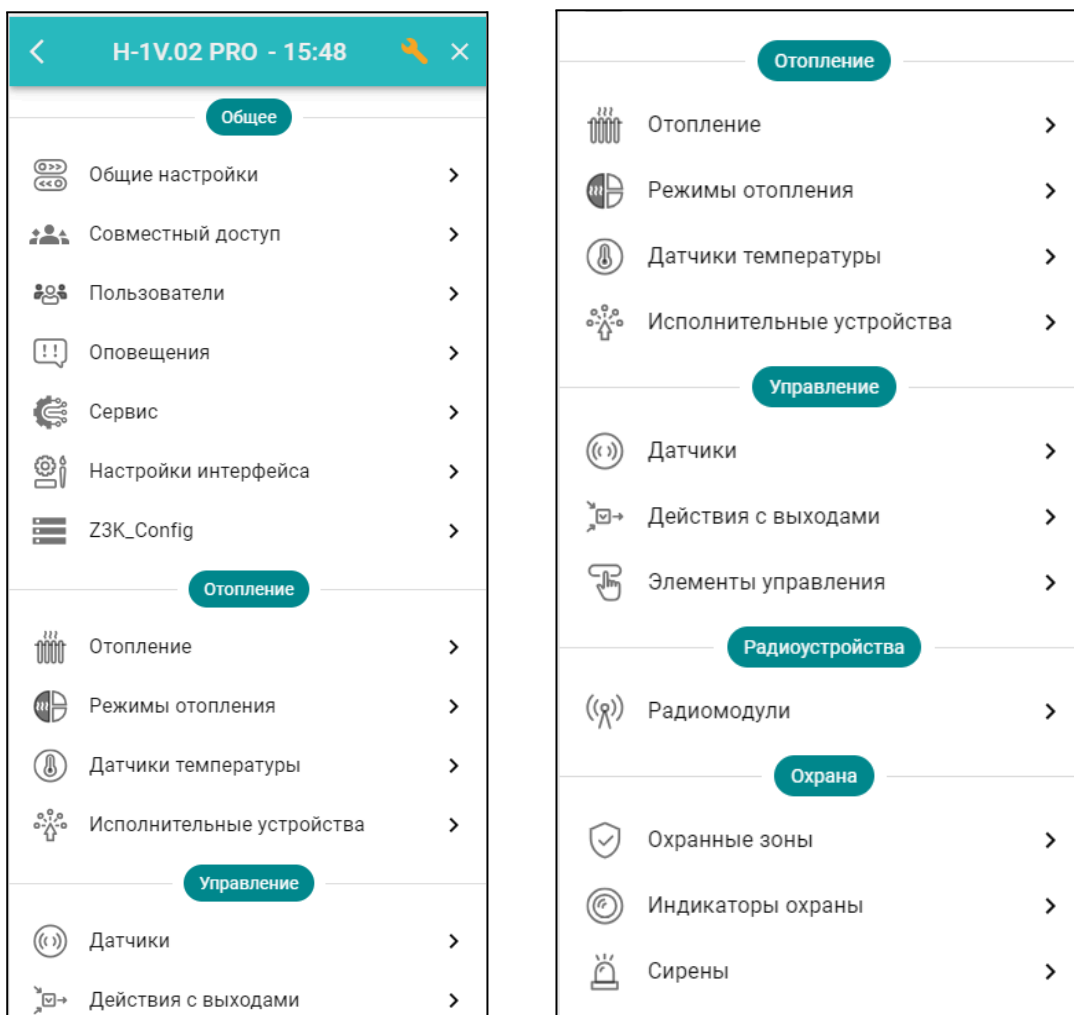 H-1V.02 PRO - 15:48
Общее
Общие настройки
Совместный доступ
Пользователи
Оповещения
Сервис
Настройки интерфейса
Z3K_Config
Отопление
Отопление
Режимы отопления
Датчики температуры
Исполнительные устройства
Управление
Датчики
Действия с выходами
Отопление
Отопление
Режимы отопления
Датчики температуры
Исполнительные устройства
Управление
Датчики
Действия с выходами
Элементы управления
Радиоустройства
Радиомодули
Охрана
Охранные зоны
Индикаторы охраны
Сирены